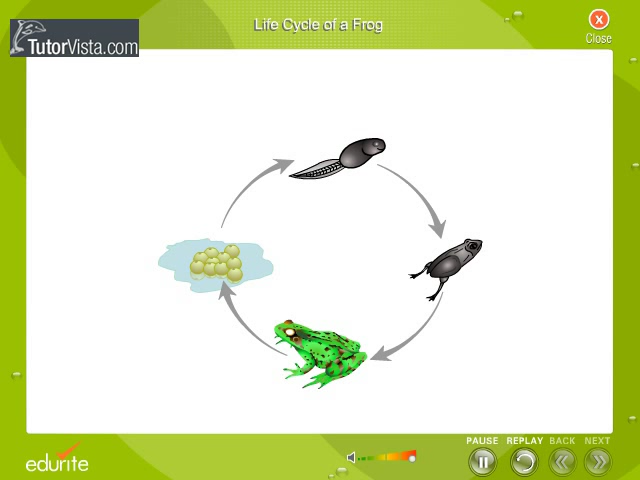 Life Cycle of a Frog
TutorVista.com
Close
PAUSE REPLAY BACK NEXT
edurite